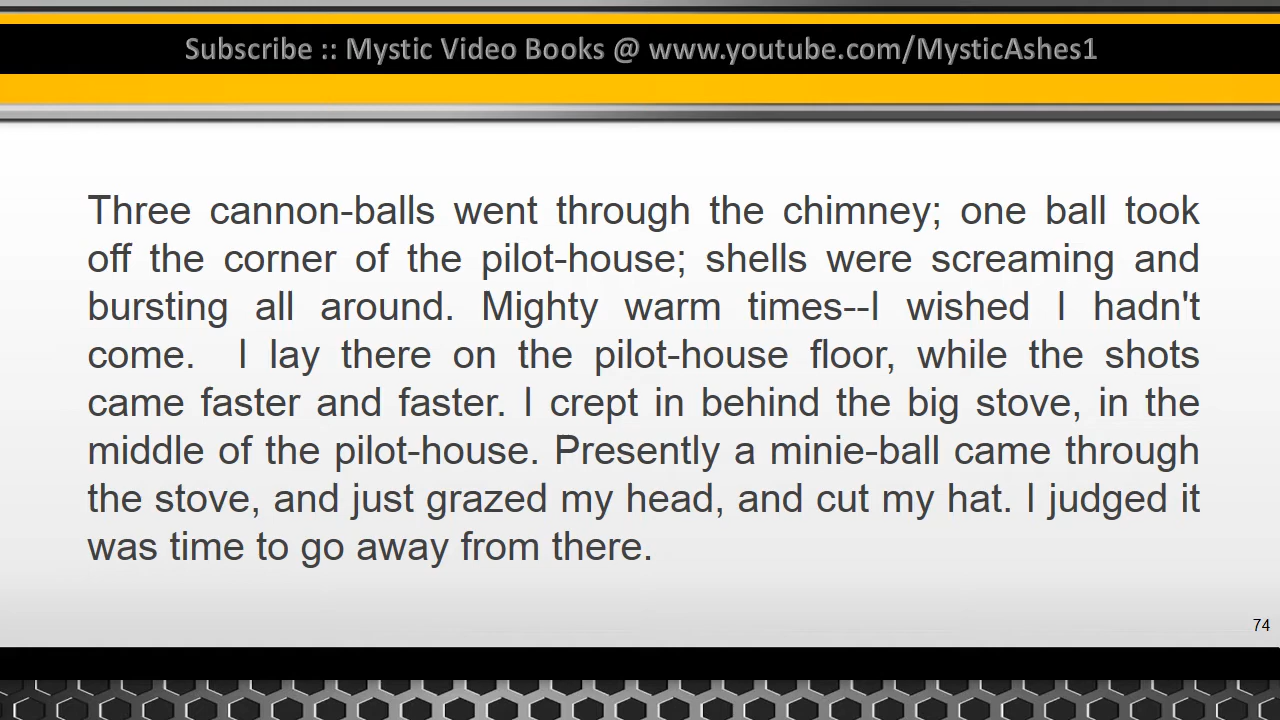 Subscribe :: Mystic Video Books @ www.youtube.com/MysticAshes1
Three cannon-balls went through the chimney; one ball took
off the corner of the pilot-house; shells were screaming and
bursting all around. Mighty warm times--I wished I hadn't
come.  I lay there on the pilot-house floor, while the shots
came faster and faster. I crept in behind the big stove, in the
middle of the pilot-house. Presently a minie-ball came through
the stove, and just grazed my head, and cut my hat. I judged it
was time to go away from there.
74